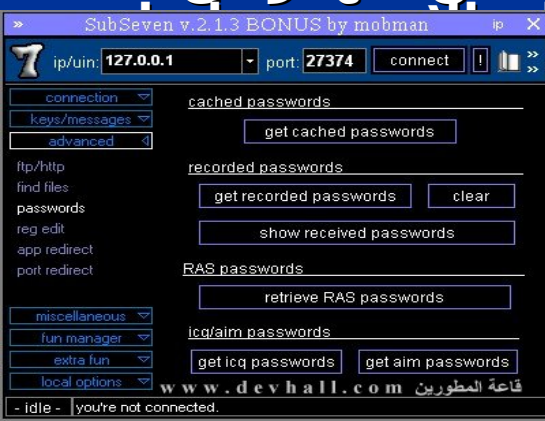 » SubSeven v.2.1.3 BONUS by mobman ip X
7 ip/uin: 127.0.0.1 port: 27374 connect ! »
connection
keys/messages
advanced
ftp/http
find files
passwords
reg edit
app redirect
port redirect
miscellaneous
fun manager
extra fun
local options
cached passwords
get cached passwords
recorded passwords
get recorded passwords clear
show received passwords
RAS passwords
retrieve RAS passwords
icq/aim passwords
get icq passwords get aim passwords
www.devhall.com قاعة المطورين
- idle - you're not connected.